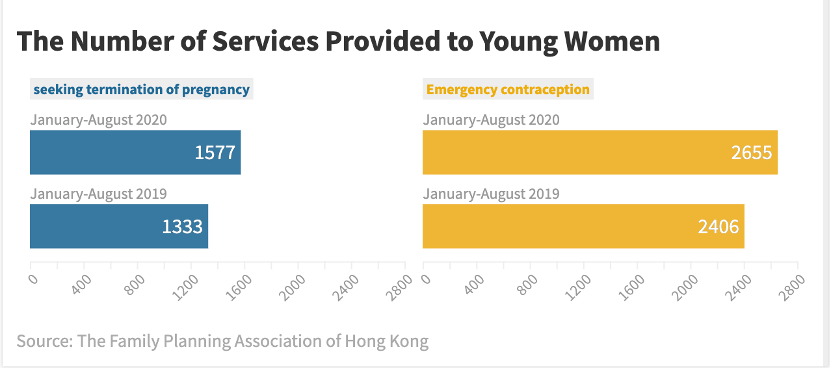 The Number of Services Provided to Young Women
seeking termination of pregnancy
January-August 2020
1577
January-August 2019
1333
0 400 800 1200 1600 2000 2400 2800
Emergency contraception
January-August 2020
2655
January-August 2019
2406
0 400 800 1200 1600 2000 2400 2800
Source: The Family Planning Association of Hong Kong